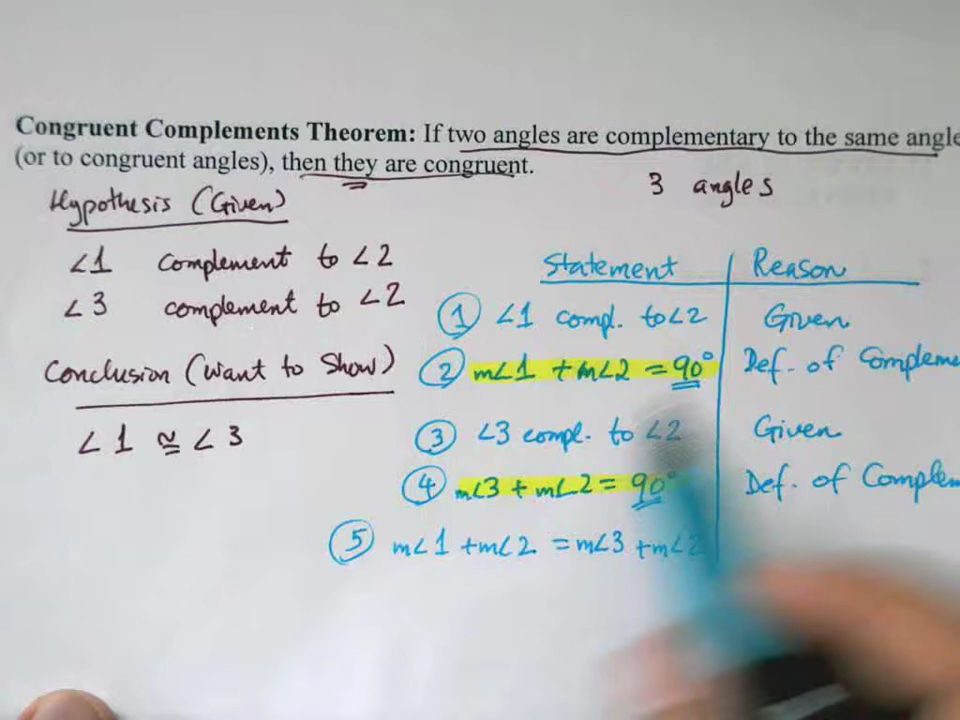 Congruent Complements Theorem: If two angles are complementary to the same angle
(or to congruent angles), then they are congruent.
3 angles
Hypothesis (Given)
∠1 complement to ∠2
∠3 complement to ∠2
Conclusion (Want to Show)
∠1 ≅ ∠3
Statement Reason
① ∠1 compl. to ∠2 Given
② m∠1 + m∠2 = 90° Def. of Compleme
③ ∠3 compl. to ∠2 Given
④ m∠3 + m∠2 = 90° Def. of Complem
⑤ m∠1 + m∠2 = m∠3 + m∠2